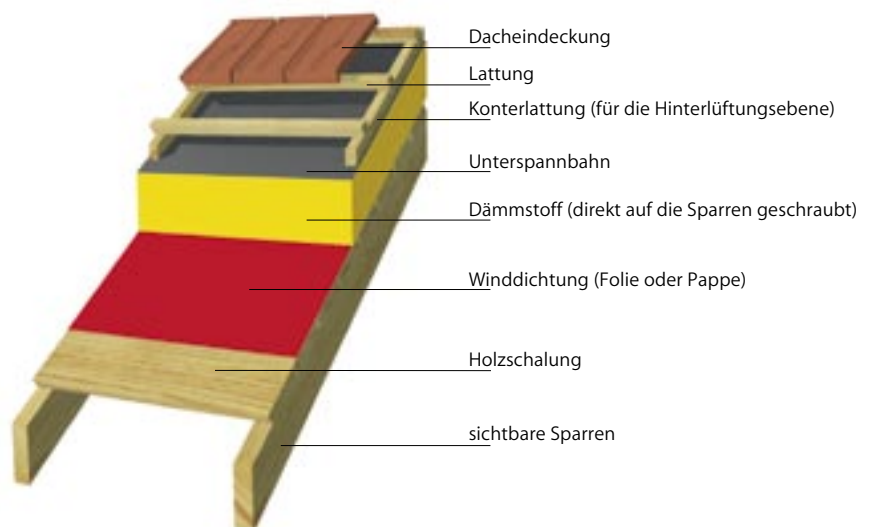 Dacheindeckung
Lattung
Konterlattung (für die Hinterlüftungsebene)
Unterspannbahn
Dämmstoff (direkt auf die Sparren geschraubt)
Winddichtung (Folie oder Pappe)
Holzschalung
sichtbare Sparren